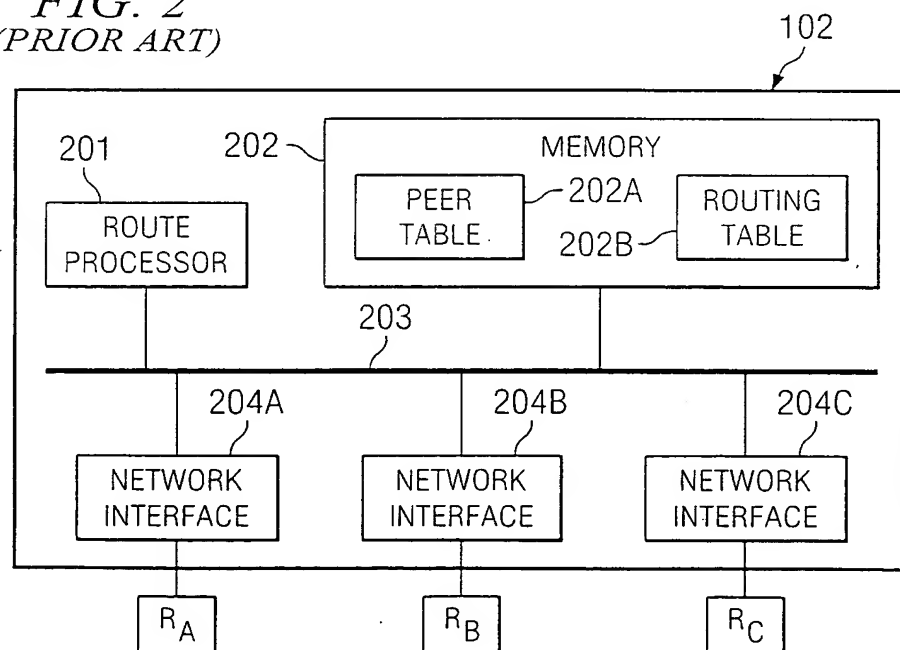 FIG. 2
(PRIOR ART)
102
201
202
MEMORY
PEER
TABLE
202A
ROUTING
TABLE
202B
ROUTE
PROCESSOR
203
204A
204B
204C
NETWORK
INTERFACE
NETWORK
INTERFACE
NETWORK
INTERFACE
RA
RB
RC